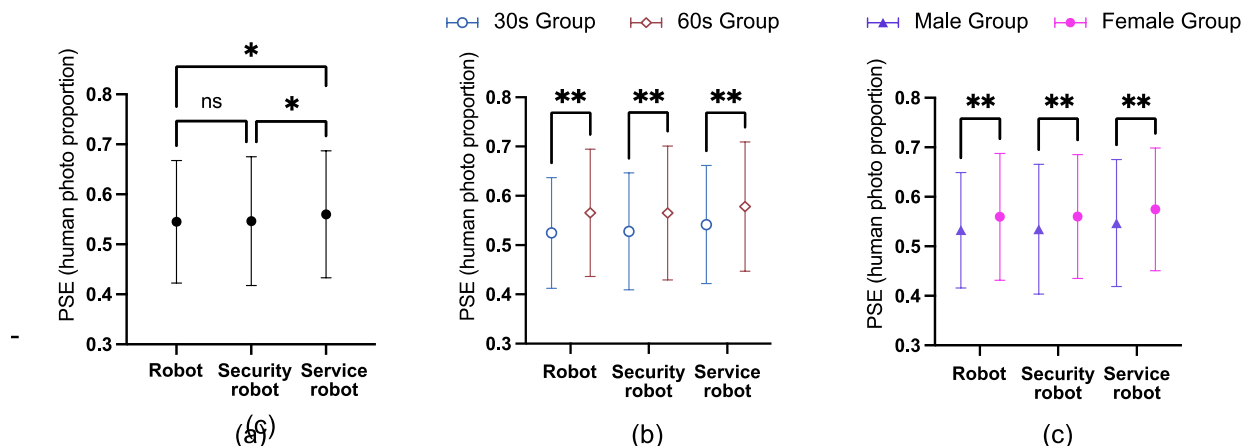 30s Group 60s Group Male Group Female Group
*
ns
*
PSE (human photo proportion)
0.8
0.7
0.6
0.5
0.4
0.3
Robot Security robot Service robot
(a)
(c)
** ** **
PSE (human photo proportion)
0.8
0.7
0.6
0.5
0.4
0.3
Robot Security robot Service robot
(b)
** ** **
PSE (human photo proportion)
0.8
0.7
0.6
0.5
0.4
0.3
Robot Security robot Service robot
(c)
-